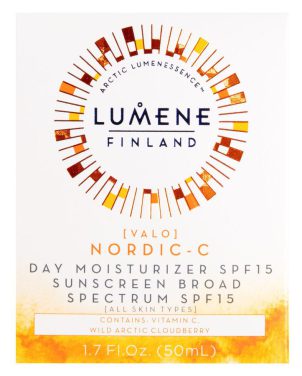 ARCTIC LUMENESSENCE™
LUMENE
FINLAND
[VALO]
NORDIC-C
DAY MOISTURIZER SPF15
SUNSCREEN BROAD
SPECTRUM SPF15
[ALL SKIN TYPES]
CONTAINS: VITAMIN C,
WILD ARCTIC CLOUDBERRY
1.7 Fl.Oz. (50mL)